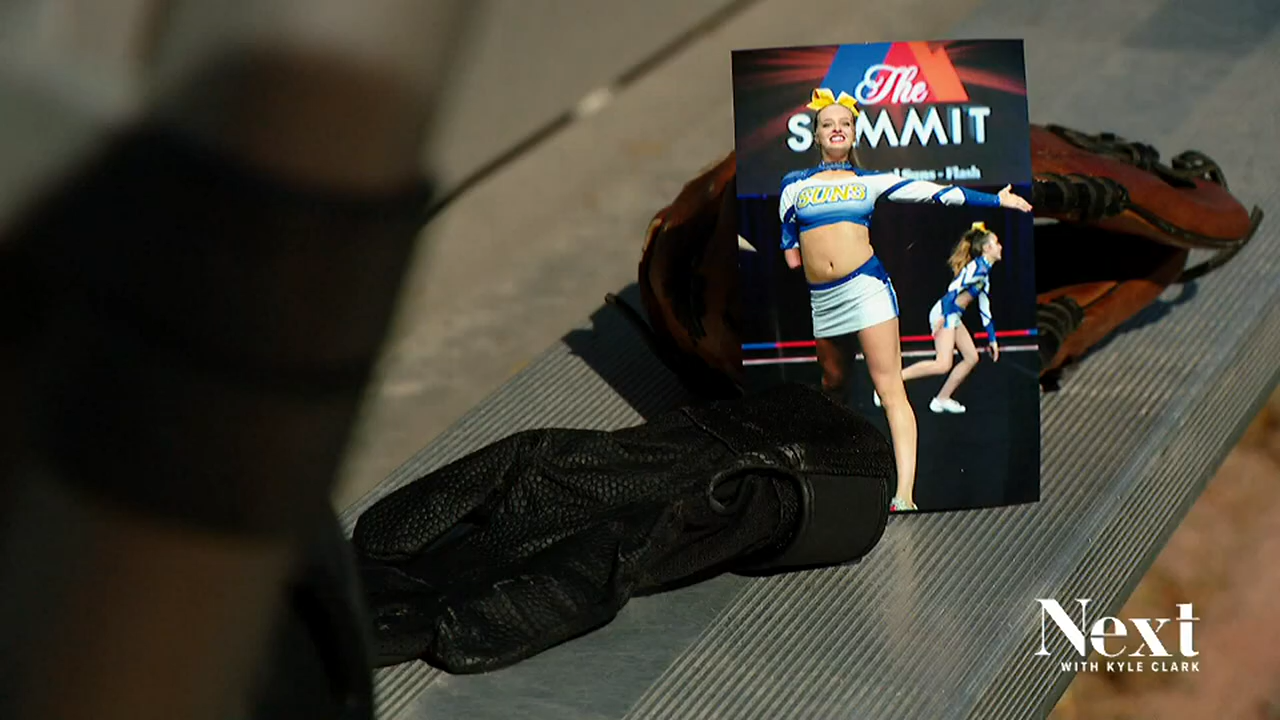 The
SUMMIT
Suns - Flash
SUNS
Next
WITH KYLE CLARK